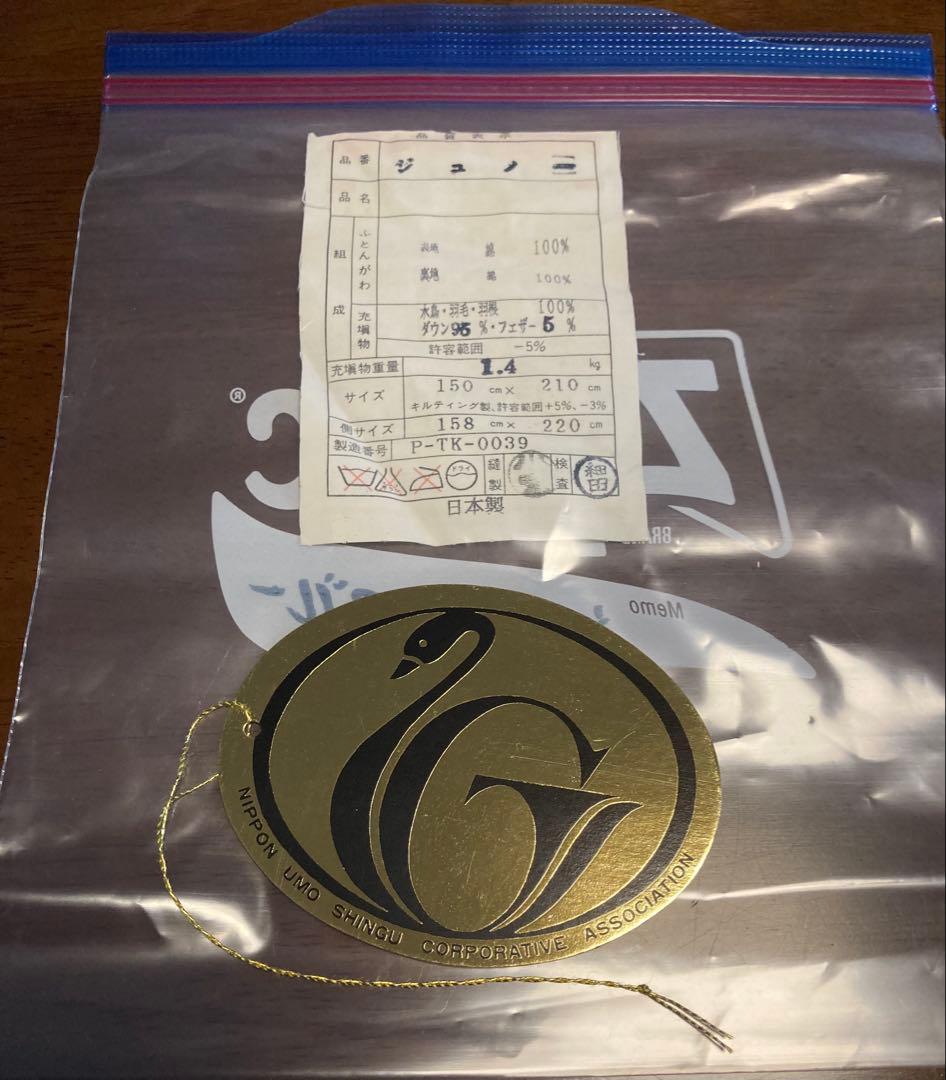 品質表示
品番 ジュノ二
品名
組成
ふとんがわ
表地 綿 100%
裏地 綿 100%
充填物
水鳥・羽毛・羽根 100%
ダウン95%・フェザー5%
許容範囲 -5%
充填物重量 1.4 kg
サイズ 150 cm× 210 cm
キルティング製、許容範囲+5%、-3%
側サイズ 158 cm× 220 cm
製造番号 P-TK-0039
ドライ
縫製
検査 細田
日本製
®
BRAND
Memo
G
NIPPON UMO SHINGU CORPORATIVE ASSOCIATION